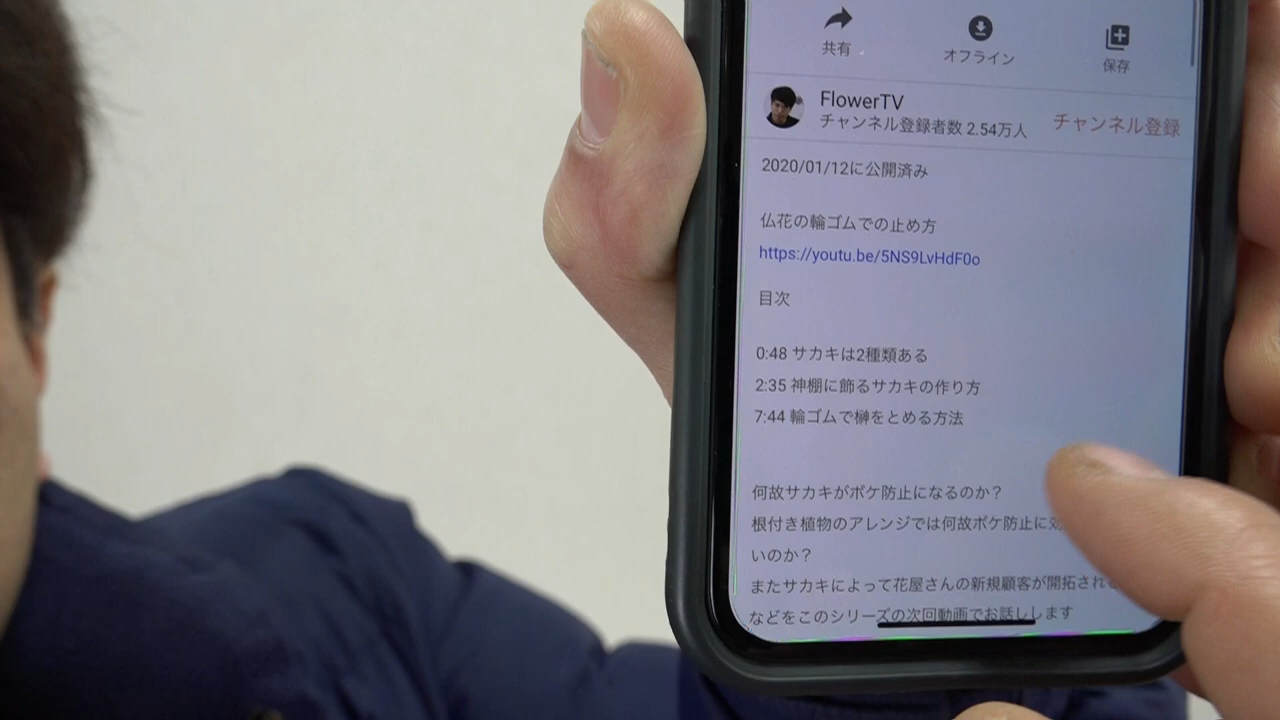 共有
オフライン
保存
FlowerTV
チャンネル登録者数 2.54万人
チャンネル登録
2020/01/12に公開済み
仏花の輪ゴムでの止め方
https://youtu.be/5NS9LvHdF0o
目次
0:48 サカキは2種類ある
2:35 神棚に飾るサカキの作り方
7:44 輪ゴムで榊をとめる方法
何故サカキがボケ防止になるのか?
根付き植物のアレンジでは何故ボケ防止に効
いのか?
またサカキによって花屋さんの新規顧客が開拓され
などをこのシリーズの次回動画でお話しします